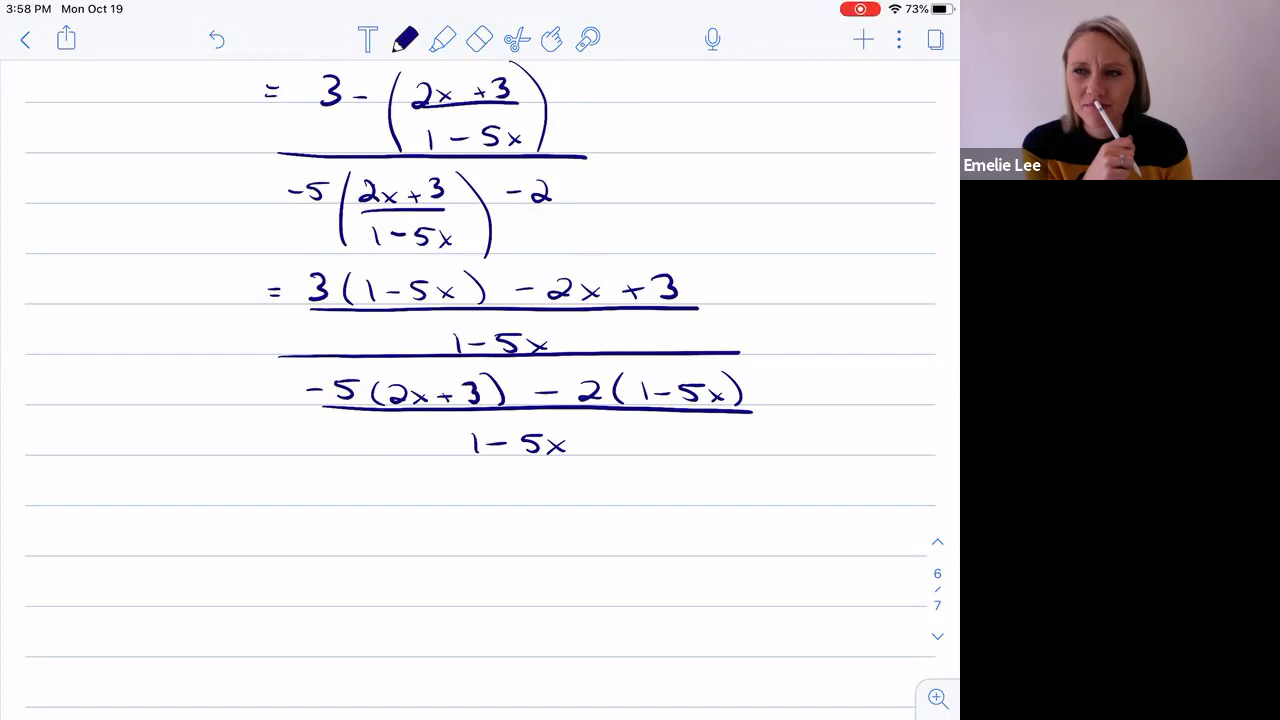 3:58 PM Mon Oct 19 73%
T
= 3 - (2x + 3
1 - 5x)
-5 (2x + 3
1 - 5x) - 2
= 3(1 - 5x) - 2x + 3
1 - 5x
-5(2x + 3) - 2(1 - 5x)
1 - 5x
6
/
7
Emelie Lee